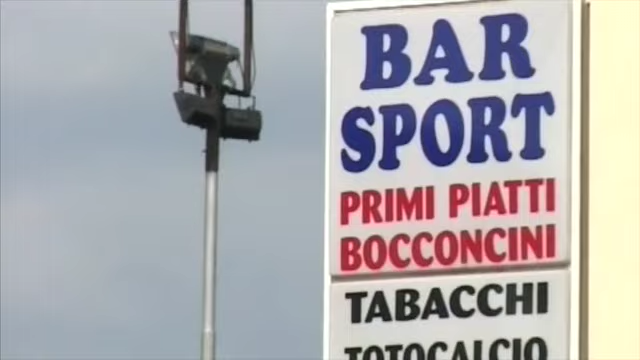 BAR
SPORT
PRIMI PIATTI
BOCCONCINI
TABACCHI
TOTOCALCIO